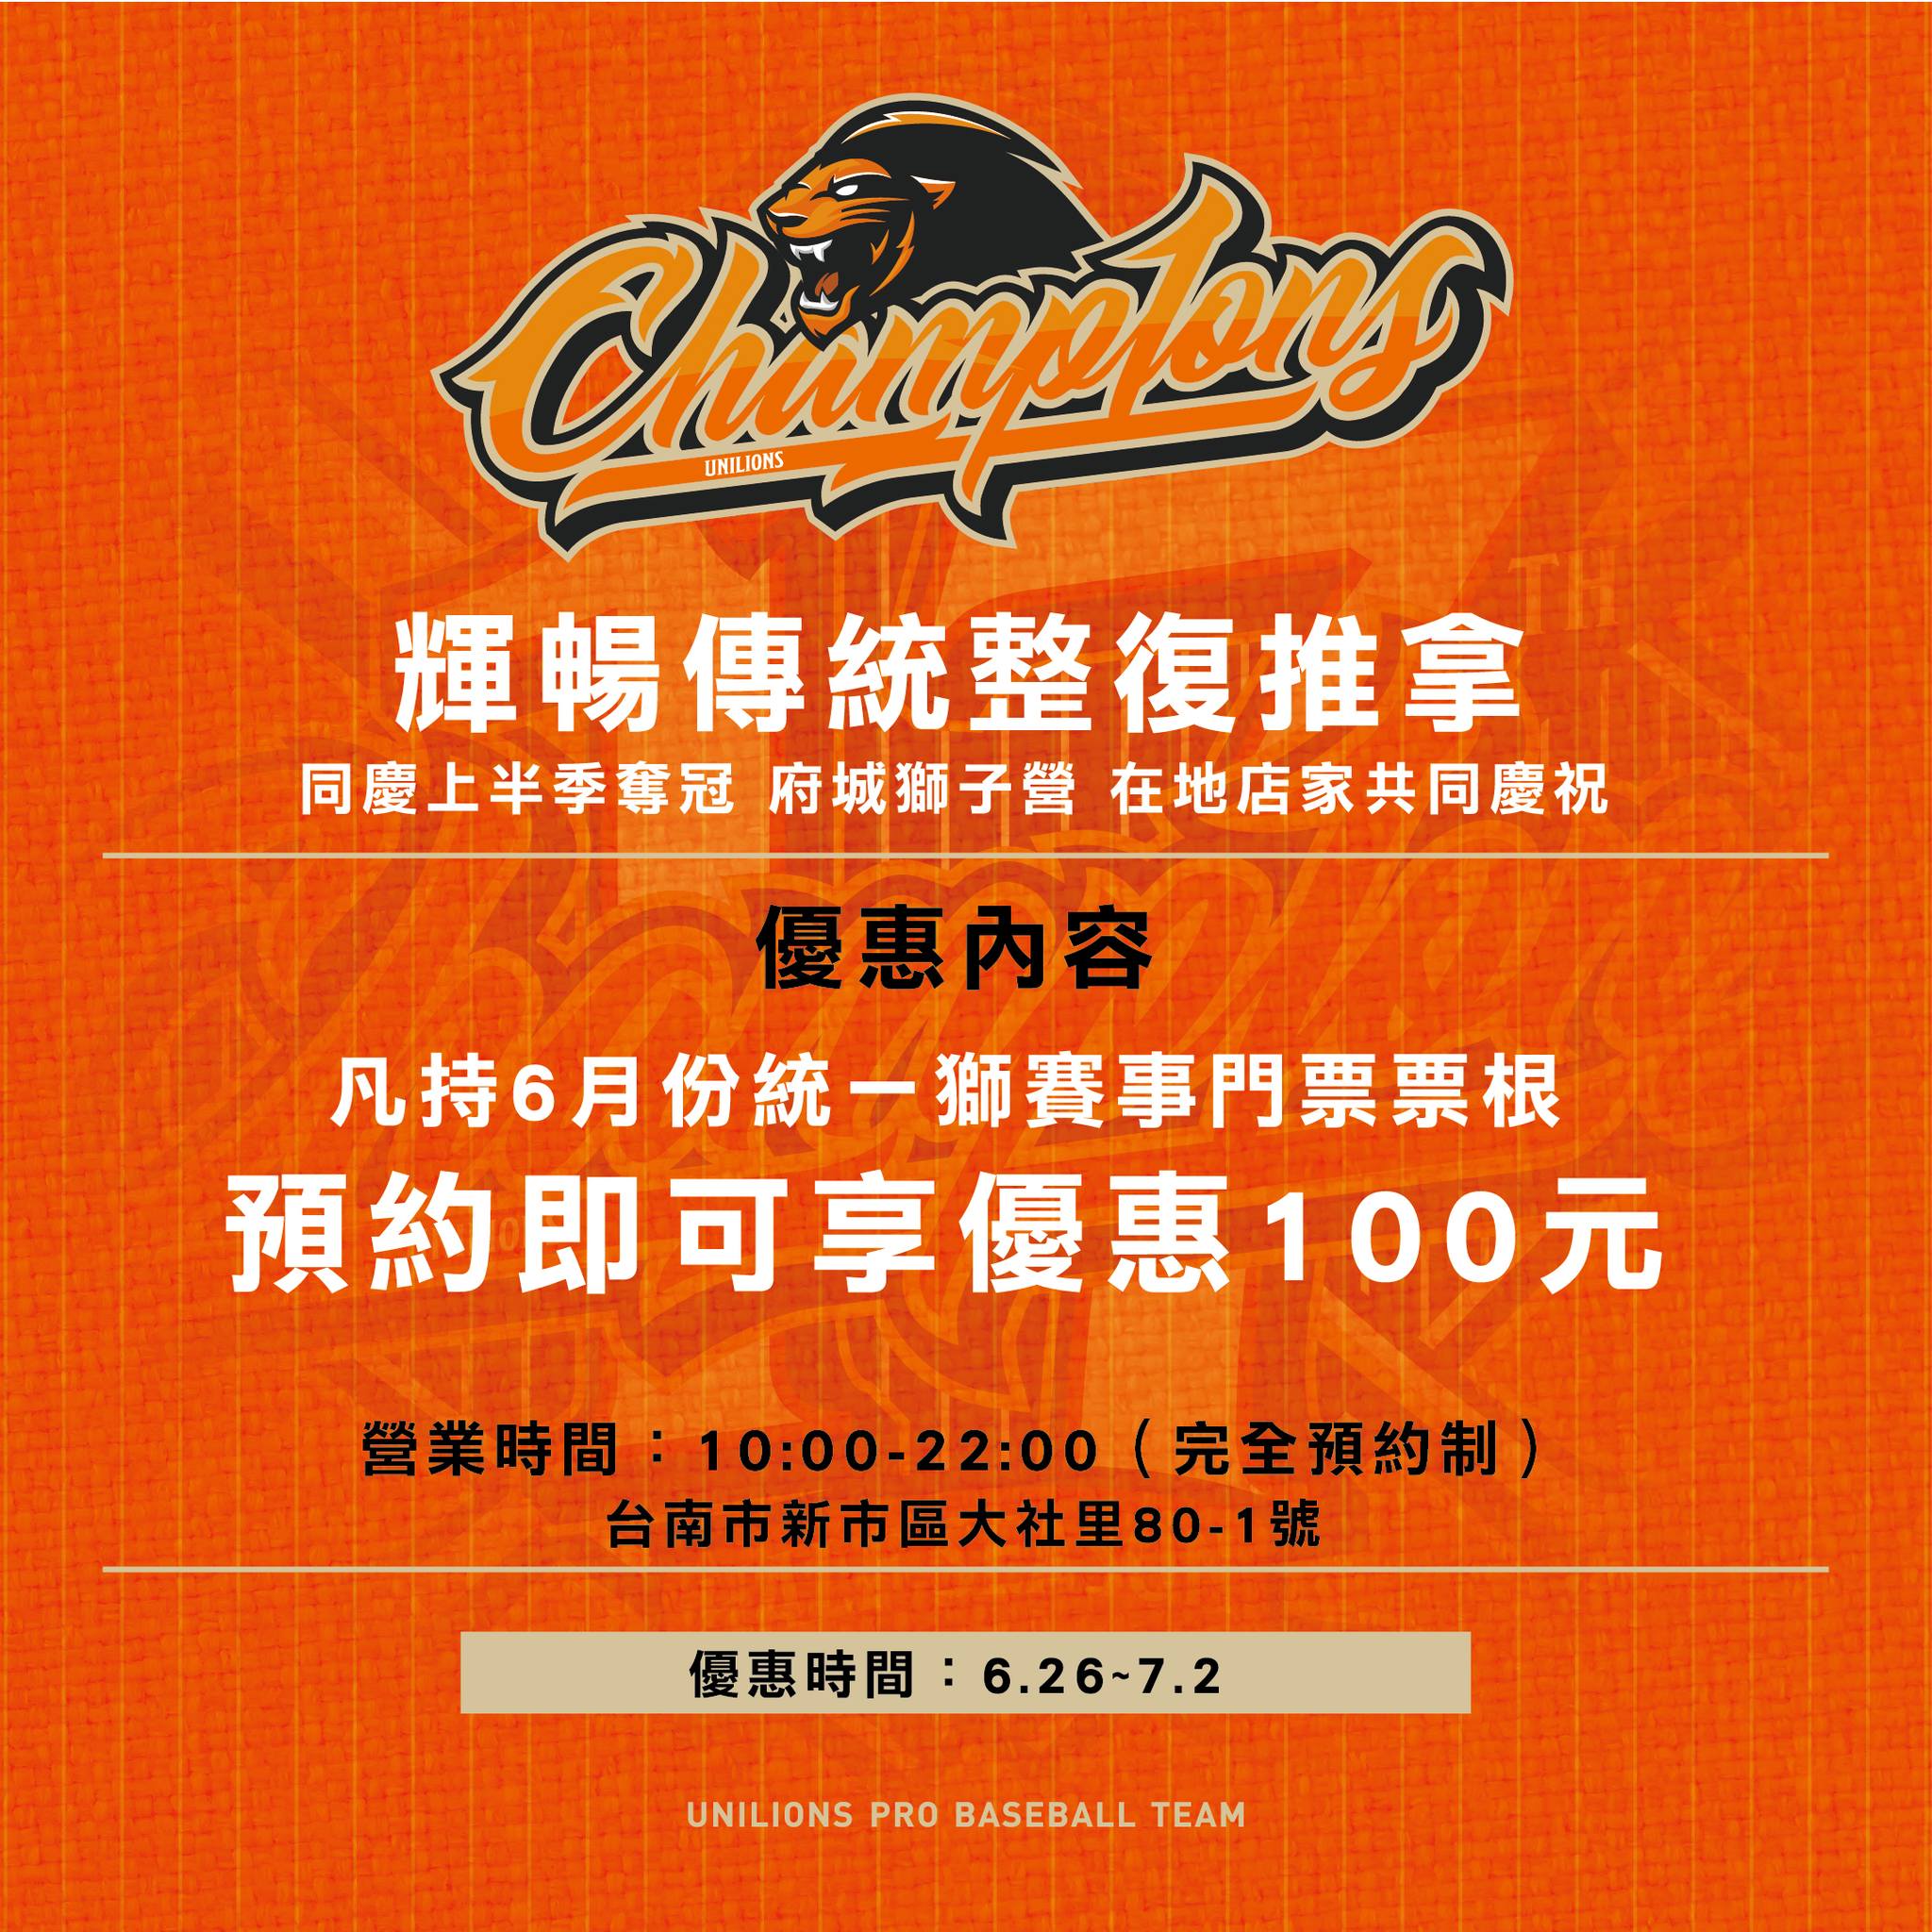 Champ1ons
UNILIONS
輝暢傳統整復推拿
同慶上半季奪冠 府城獅子營 在地店家共同慶祝
優惠內容
凡持6月份統一獅賽事門票票根
預約即可享優惠100元
營業時間：10:00-22:00（完全預約制）
台南市新市區大社里80-1號
優惠時間：6.26~7.2
UNILIONS PRO BASEBALL TEAM